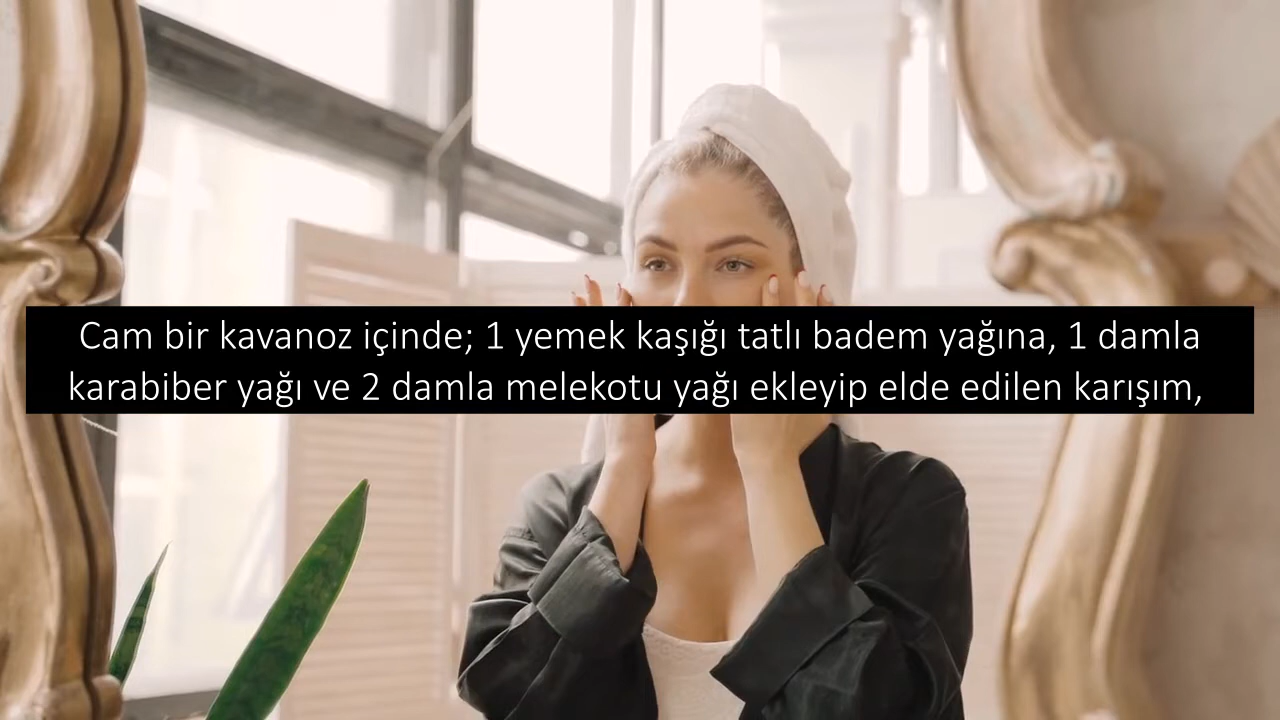 Cam bir kavanoz içinde; 1 yemek kaşığı tatlı badem yağına, 1 damla
karabiber yağı ve 2 damla melekotu yağı ekleyip elde edilen karışım,